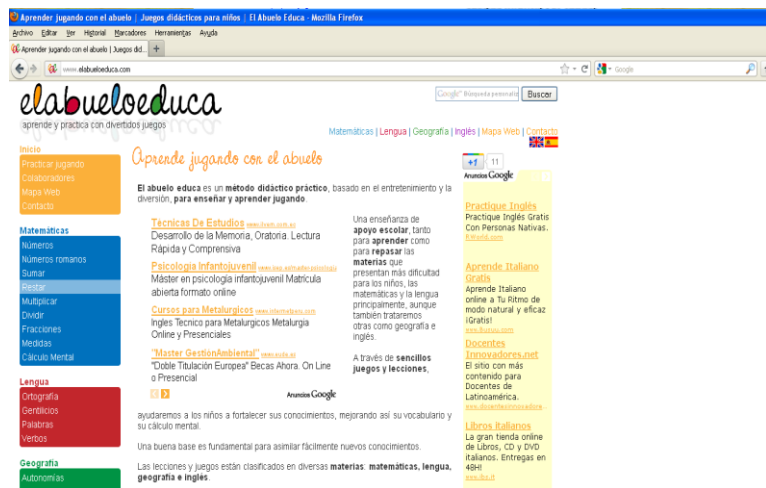 Aprender jugando con el abuelo | Juegos didácticos para niños | El Abuelo Educa - Mozilla Firefox
Archivo Editar Ver Historial Marcadores Herramientas Ayuda
Aprender jugando con el abuelo | Juegos did...
www.elabueloeduca.com
Google
elabueloeduca
aprende y practica con divertidos juegos
Google Búsqueda personaliz
Buscar
Matemáticas | Lengua | Geografía | Inglés | Mapa Web | Contacto
Inicio
Practicar jugando
Colaboradores
Mapa Web
Contacto
Matemáticas
Números
Números romanos
Sumar
Restar
Multiplicar
Dividir
Fracciones
Medidas
Cálculo Mental
Lengua
Ortografía
Gentilicios
Palabras
Verbos
Geografía
Autonomías
Aprende jugando con el abuelo
El abuelo educa es un método didáctico práctico, basado en el entretenimiento y la
diversión, para enseñar y aprender jugando.
Técnicas De Estudios
Desarrollo de la Memoria, Oratoria. Lectura
Rápida y Comprensiva
Psicología Infantojuvenil
Máster en psicología infantojuvenil Matrícula
abierta formato online
Cursos para Metalurgicos
Ingles Tecnico para Metalurgicos Metalurgia
Online y Presenciales
"Master GestiónAmbiental"
"Doble Titulación Europea" Becas Ahora. On Line
o Presencial
Anuncios Google
Una enseñanza de
apoyo escolar, tanto
para aprender como
para repasar las
materias que
presentan más dificultad
para los niños, las
matemáticas y la lengua
principalmente, aunque
también trataremos
otras como geografía e
inglés.
A través de sencillos
juegos y lecciones,
ayudaremos a los niños a fortalecer sus conocimientos, mejorando así su vocabulario y
su cálculo mental.
Una buena base es fundamental para asimilar fácilmente nuevos conocimientos.
Las lecciones y juegos están clasificados en diversas materias: matemáticas, lengua,
geografía e inglés.
+1 11
Anuncios Google
Practique Inglés
Practique Inglés Gratis
Con Personas Nativas.
Aprende Italiano
Gratis
Aprende Italiano
online a Tu Ritmo de
modo natural y eficaz
¡Gratis!
Docentes
Innovadores.net
El sitio con más
contenido para
Docentes de
Latinoamérica.
Libros italianos
La gran tienda online
de Libros, CD y DVD
italianos. Entregas en
48H!